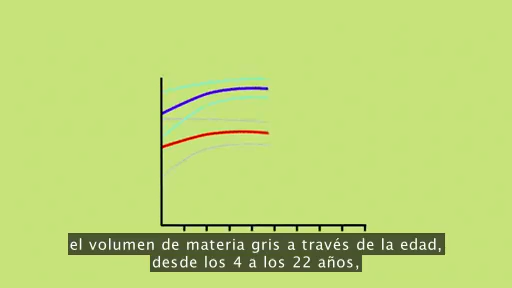 el volumen de materia gris a través de la edad,
desde los 4 a los 22 años,